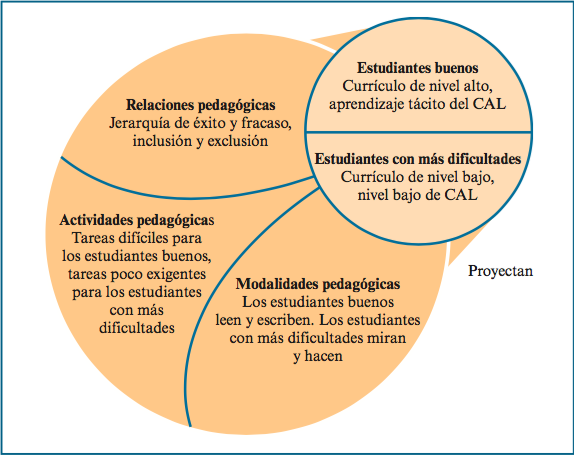 Estudiantes buenos
Currículo de nivel alto,
aprendizaje tácito del CAL
Estudiantes con más dificultades
Currículo de nivel bajo,
nivel bajo de CAL
Relaciones pedagógicas
Jerarquía de éxito y fracaso,
inclusión y exclusión
Actividades pedagógicas
Tareas difíciles para
los estudiantes buenos,
tareas poco exigentes
para los estudiantes
con más
dificultades
Modalidades pedagógicas
Los estudiantes buenos
leen y escriben. Los estudiantes
con más dificultades miran
y hacen
Proyectan